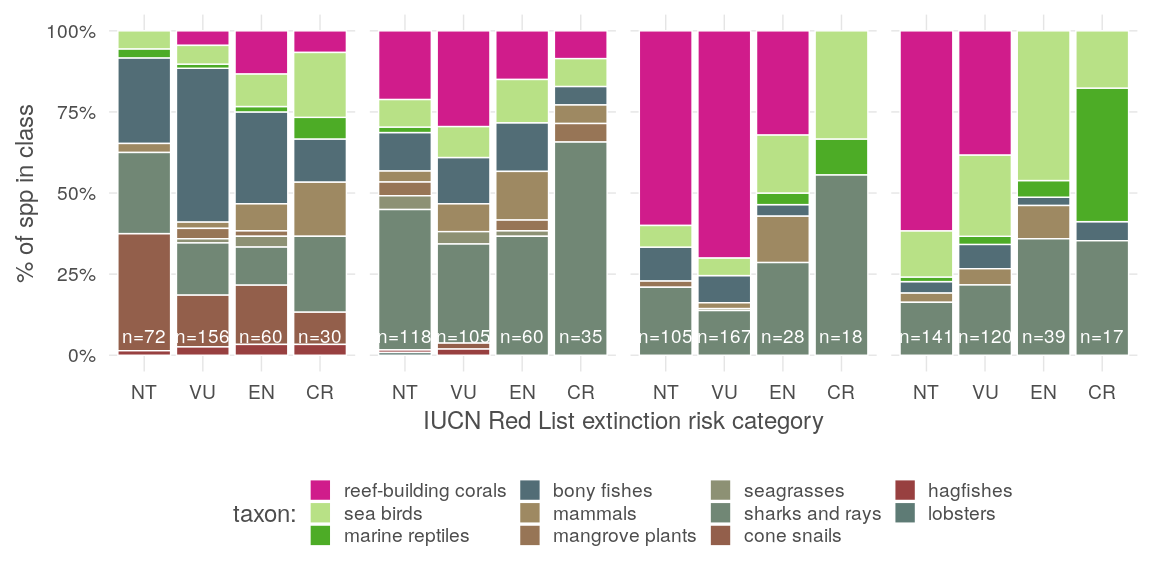 100%
75%
50%
25%
0%
% of spp in class
n=72 n=156 n=60 n=30 n=118 n=105 n=60 n=35 n=105 n=167 n=28 n=18 n=141 n=120 n=39 n=17
NT VU EN CR NT VU EN CR NT VU EN CR NT VU EN CR
IUCN Red List extinction risk category
taxon:
reef-building corals bony fishes seagrasses hagfishes
sea birds mammals sharks and rays lobsters
marine reptiles mangrove plants cone snails